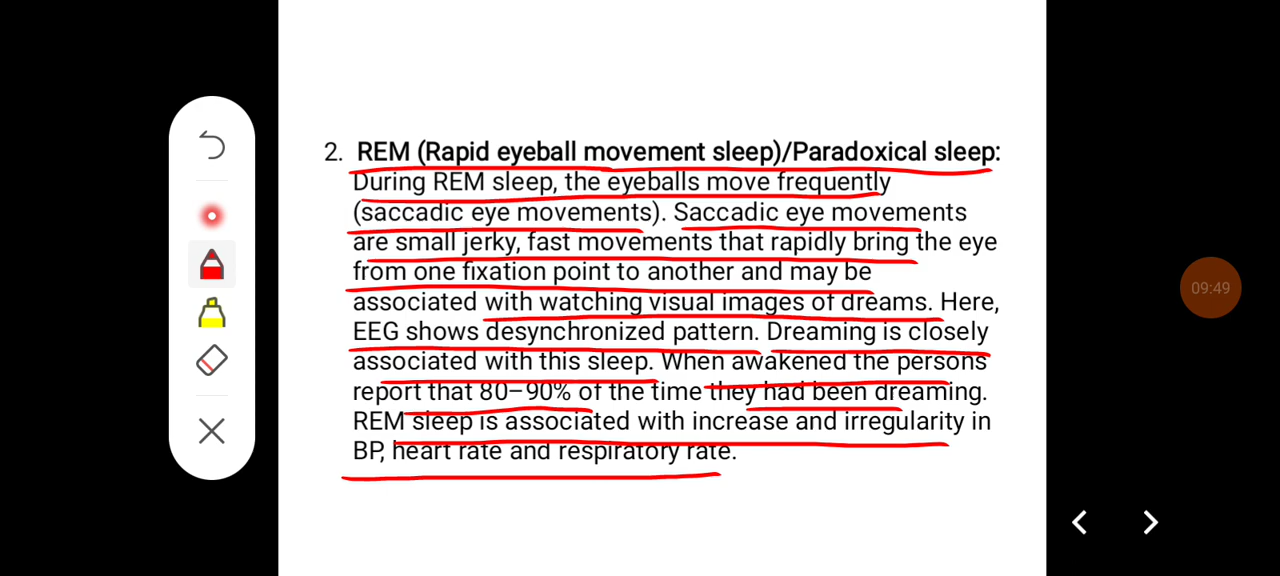 2. REM (Rapid eyeball movement sleep)/Paradoxical sleep:
During REM sleep, the eyeballs move frequently
(saccadic eye movements). Saccadic eye movements
are small jerky, fast movements that rapidly bring the eye
from one fixation point to another and may be
associated with watching visual images of dreams. Here,
EEG shows desynchronized pattern. Dreaming is closely
associated with this sleep. When awakened the persons
report that 80–90% of the time they had been dreaming.
REM sleep is associated with increase and irregularity in
BP, heart rate and respiratory rate.
09:49